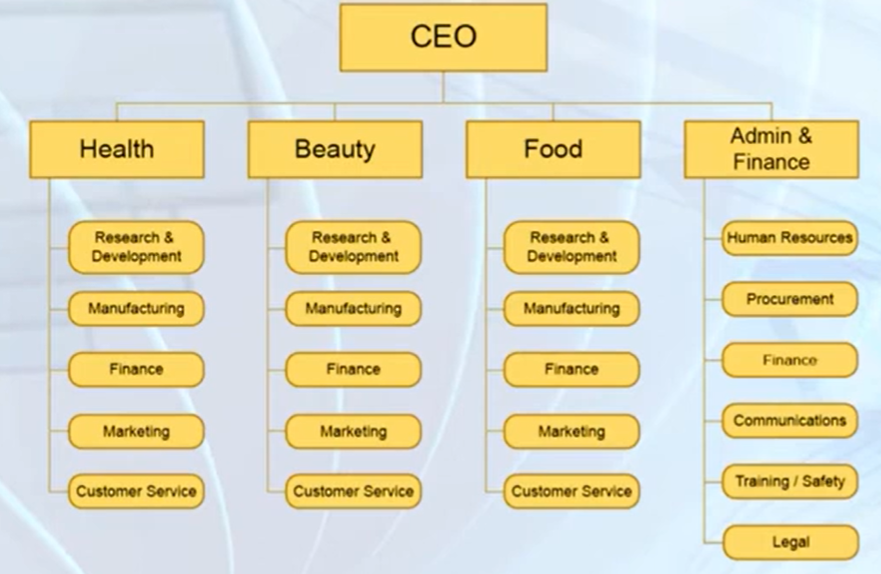 CEO
Health
Beauty
Food
Admin &
Finance
Research &
Development
Manufacturing
Finance
Marketing
Customer Service
Research &
Development
Manufacturing
Finance
Marketing
Customer Service
Research &
Development
Manufacturing
Finance
Marketing
Customer Service
Human Resources
Procurement
Finance
Communications
Training / Safety
Legal